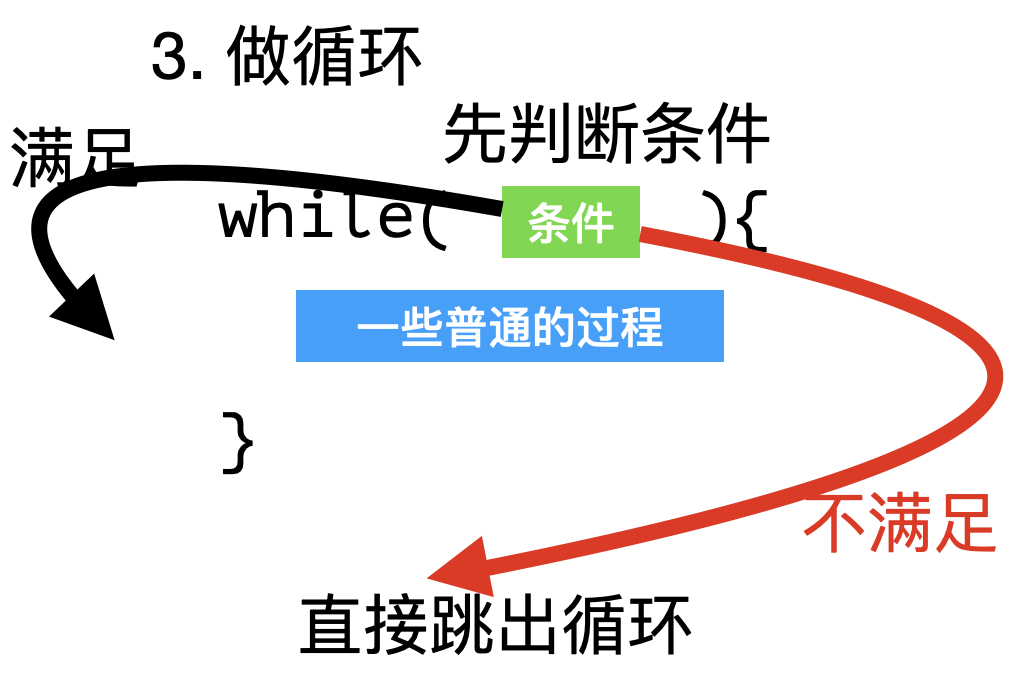 3. 做循环
先判断条件
满足
while( 条件 ){
一些普通的过程
}
不满足
直接跳出循环